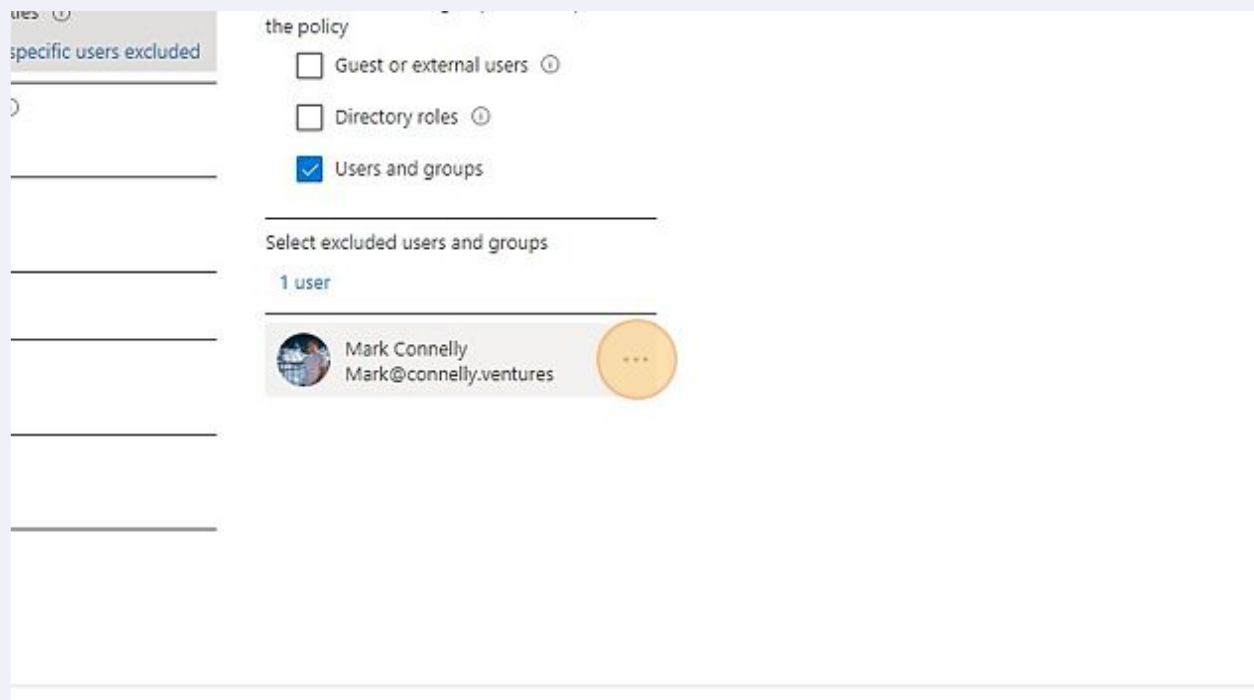 specific users excluded
the policy
Guest or external users
Directory roles
Users and groups
Select excluded users and groups
1 user
Mark Connelly
Mark@connelly.ventures
...